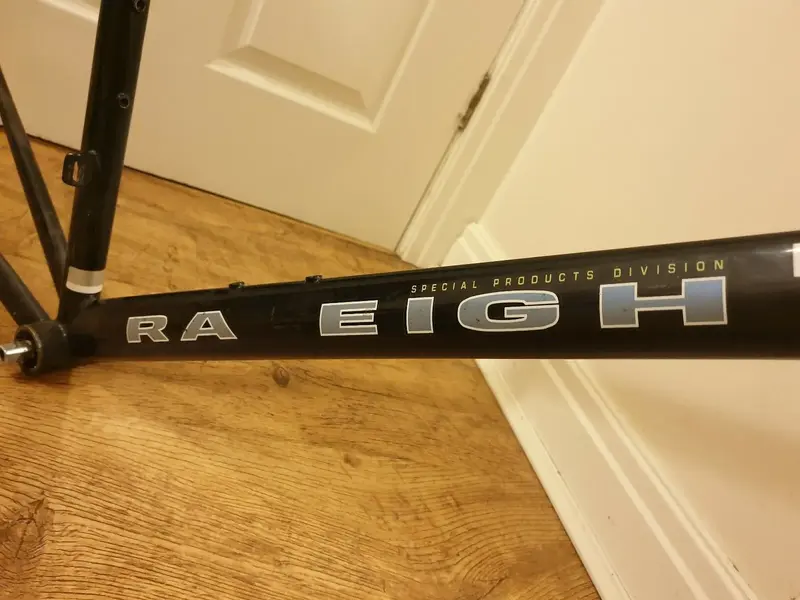 SPECIAL PRODUCTS DIVISION
RA EIGH